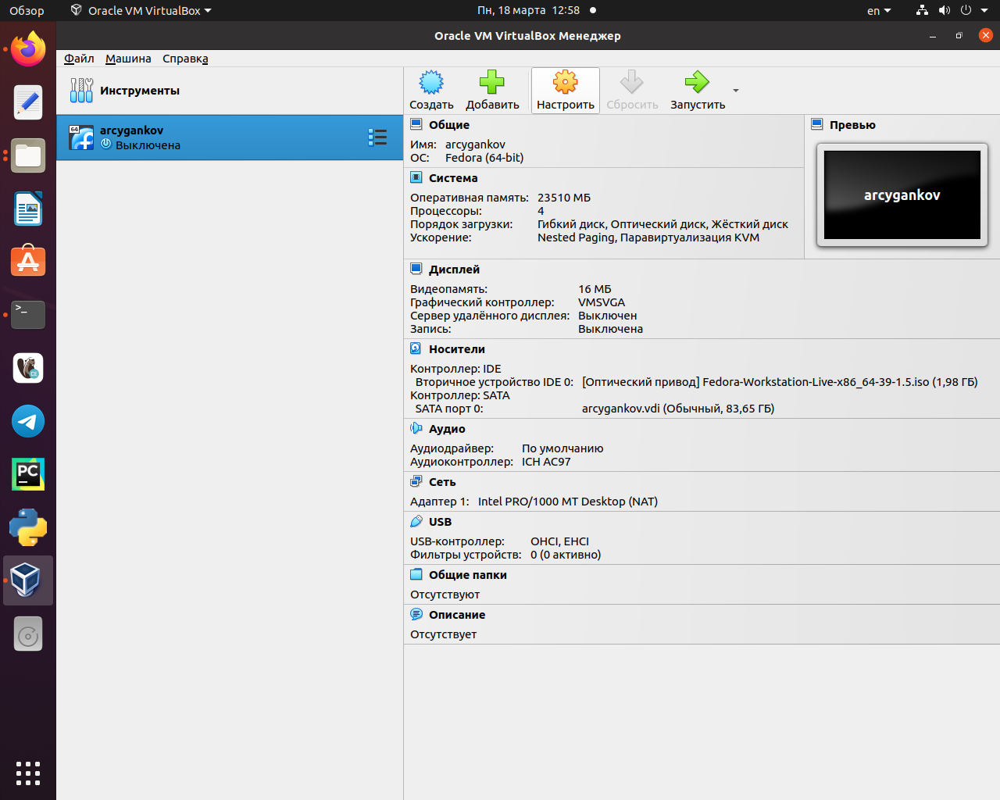 Обзор
Oracle VM VirtualBox
Пн, 18 марта 12:58
en
Oracle VM VirtualBox Менеджер
Файл Машина Справка
Инструменты
Создать Добавить Настроить Сбросить Запустить
64
arcygankov
Выключена
Общие
Имя: arcygankov
ОС: Fedora (64-bit)
Превью
arcygankov
Система
Оперативная память: 23510 МБ
Процессоры: 4
Порядок загрузки: Гибкий диск, Оптический диск, Жёсткий диск
Ускорение: Nested Paging, Паравиртуализация KVM
Дисплей
Видеопамять: 16 МБ
Графический контроллер: VMSVGA
Сервер удалённого дисплея: Выключен
Запись: Выключена
Носители
Контроллер: IDE
Вторичное устройство IDE 0: [Оптический привод] Fedora-Workstation-Live-x86_64-39-1.5.iso (1,98 ГБ)
Контроллер: SATA
SATA порт 0: arcygankov.vdi (Обычный, 83,65 ГБ)
Аудио
Аудиодрайвер: По умолчанию
Аудиоконтроллер: ICH AC97
Сеть
Адаптер 1: Intel PRO/1000 MT Desktop (NAT)
USB
USB-контроллер: OHCI, EHCI
Фильтры устройств: 0 (0 активно)
Общие папки
Отсутствуют
Описание
Отсутствует
>_
CE
PC